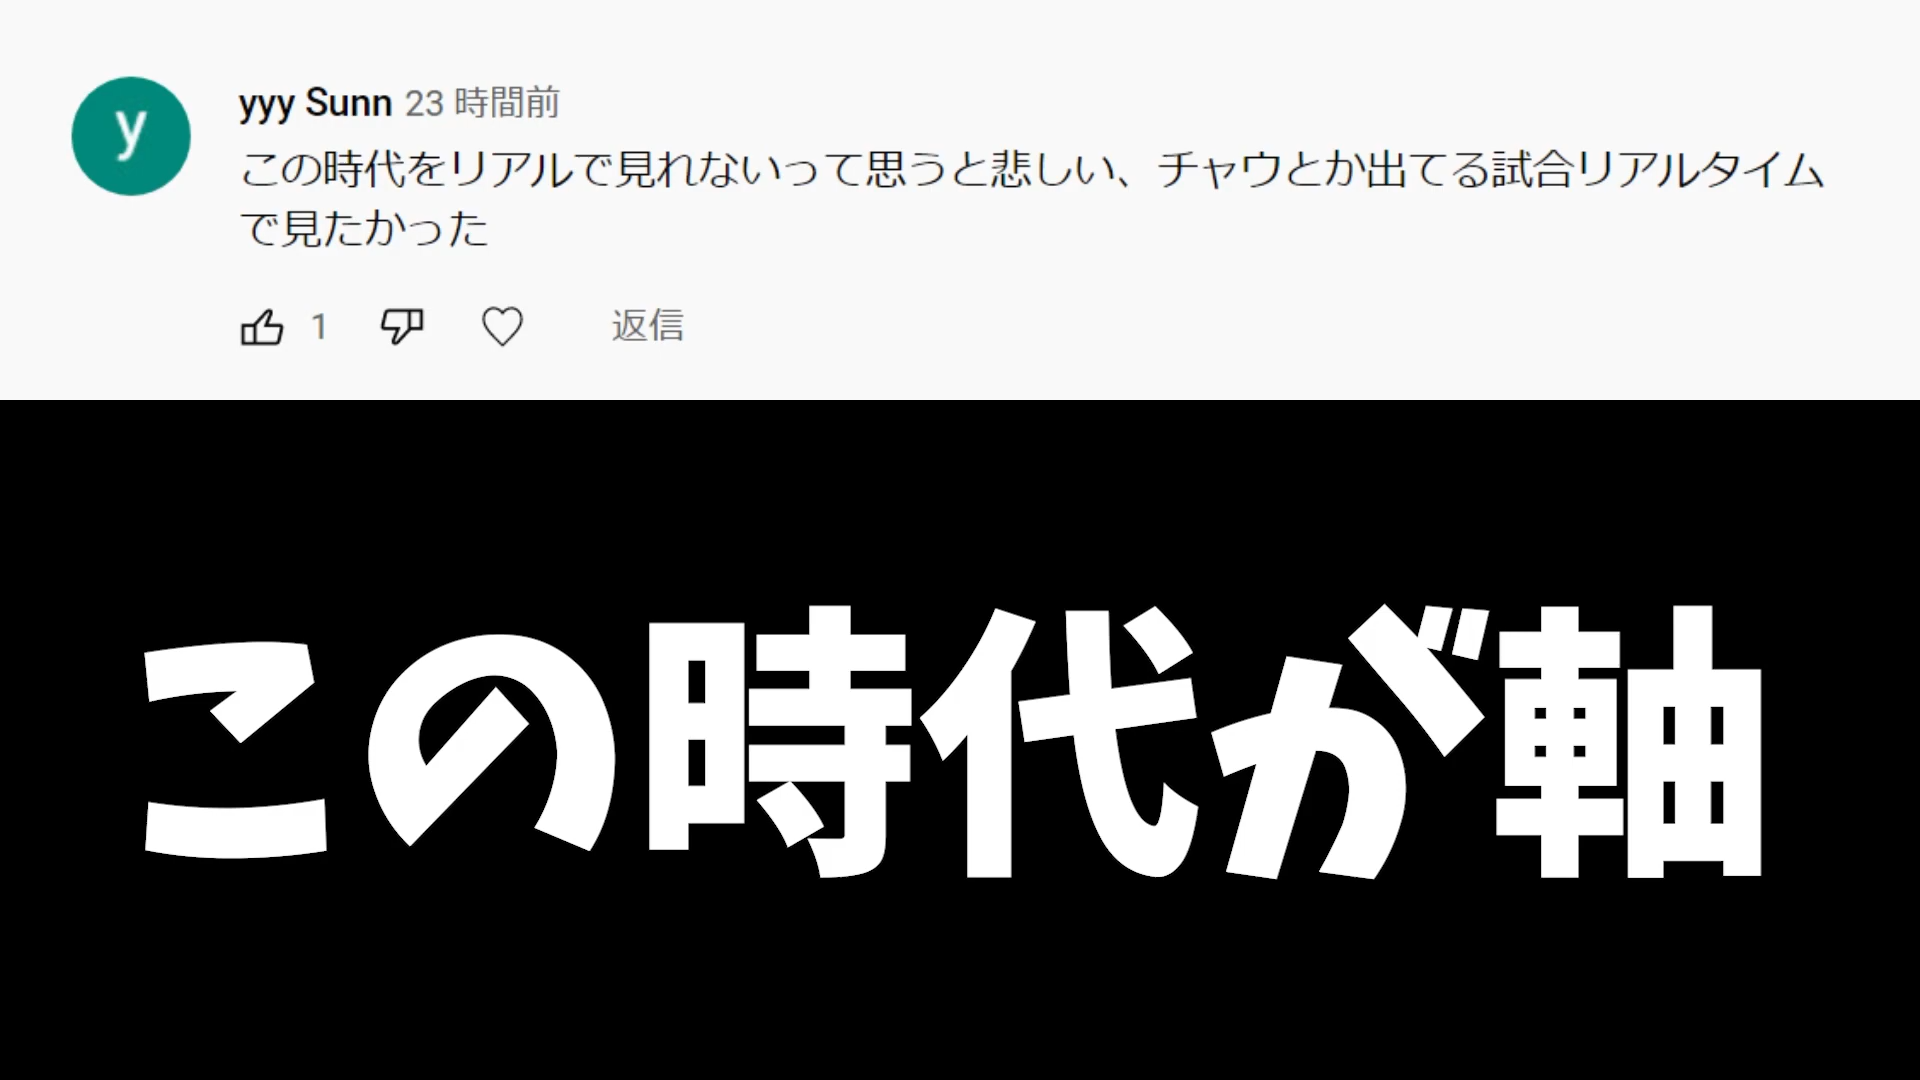 y
yyy Sunn 23 時間前
この時代をリアルで見れないって思うと悲しい、チャウとか出てる試合リアルタイム
で見たかった
1 返信
この時代が軸